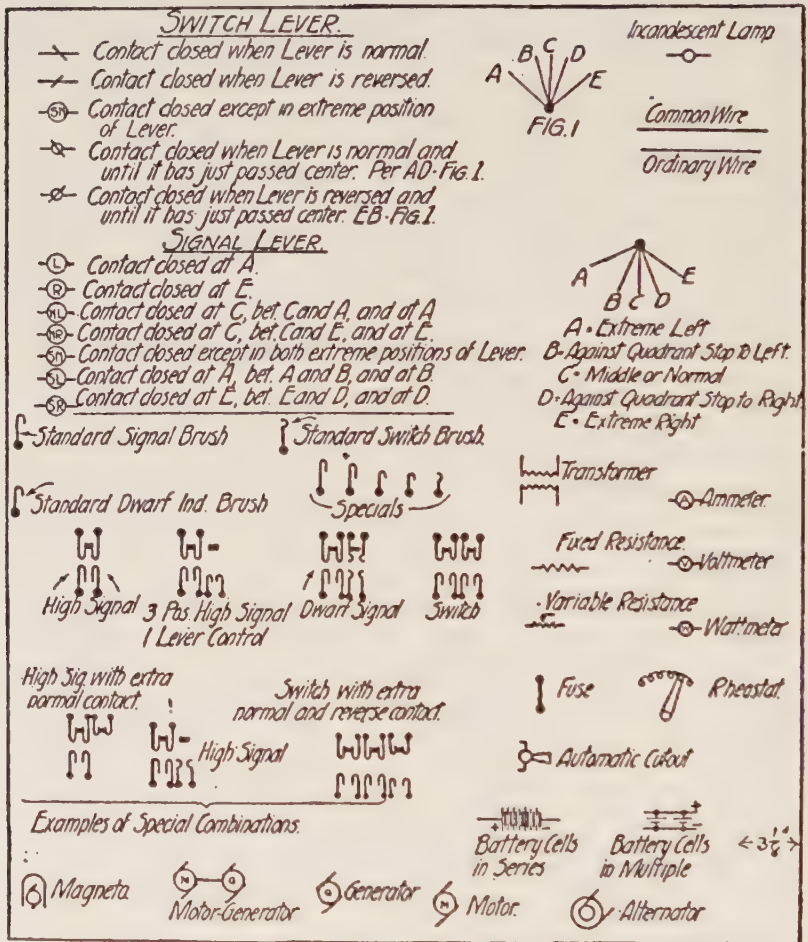 SWITCH LEVER.
Contact closed when Lever is normal.
Contact closed when Lever is reversed.
SM Contact closed except in extreme position
of Lever.
Contact closed when Lever is normal and
until it has just passed center. Per AD-FIG.1.
Contact closed when Lever is reversed and
until it has just passed center. EB-FIG.1.
A B C D E
FIG.1
Incandescent Lamp
Common Wire
Ordinary Wire
SIGNAL LEVER.
L Contact closed at A.
R Contact closed at E.
ML Contact closed at C, bet. C and A, and at A
MR Contact closed at C, bet. C and E, and at E.
SM Contact closed except in both extreme positions of Lever.
SL Contact closed at A, bet. A and B, and at B.
SR Contact closed at E, bet. E and D, and at D.
A B C D E
A - Extreme Left
B - Against Quadrant Stop to Left.
C - Middle or Normal
D - Against Quadrant Stop to Right
E - Extreme Right
Standard Signal Brush
Standard Switch Brush.
Standard Dwarf Ind. Brush
Specials
High Signal
3 Pos. High Signal
1 Lever Control
Dwarf Signal
Switch
Transformer
A Ammeter.
Fixed Resistance.
V Voltmeter
Variable Resistance
W Wattmeter
High Sig with extra
normal contact.
High Signal
Switch with extra
normal and reverse contact.
Examples of Special Combinations.
Fuse
Rheostat.
Automatic Cutout
+ Battery Cells
in Series
+ Battery Cells
in Multiple
3 1/8"
Magneto
M G
Motor-Generator
G Generator
M Motor.
Alternator